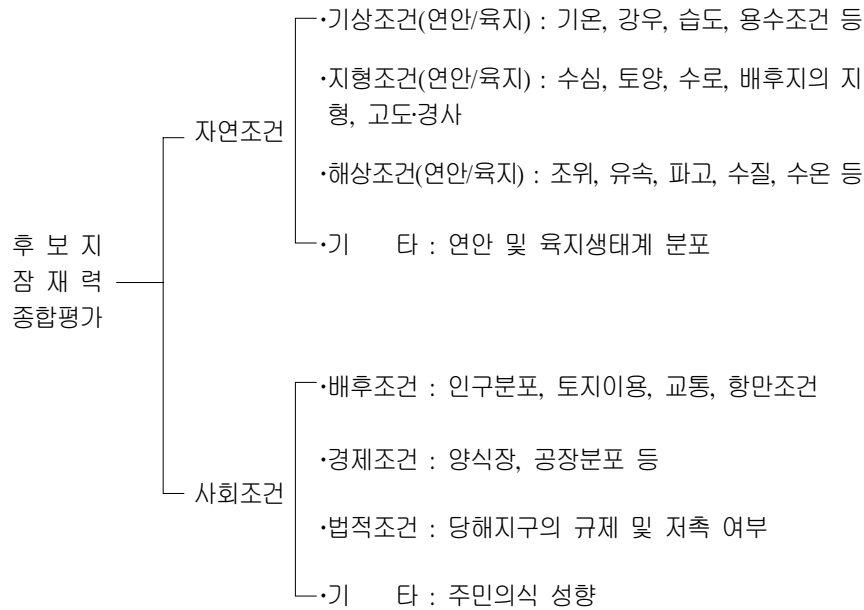 후 보 지
잠 재 력
종합평가
자연조건
·기상조건(연안/육지) : 기온, 강우, 습도, 용수조건 등
·지형조건(연안/육지) : 수심, 토양, 수로, 배후지의 지
형, 고도·경사
·해상조건(연안/육지) : 조위, 유속, 파고, 수질, 수온 등
·기 타 : 연안 및 육지생태계 분포
사회조건
·배후조건 : 인구분포, 토지이용, 교통, 항만조건
·경제조건 : 양식장, 공장분포 등
·법적조건 : 당해지구의 규제 및 저촉 여부
·기 타 : 주민의식 성향